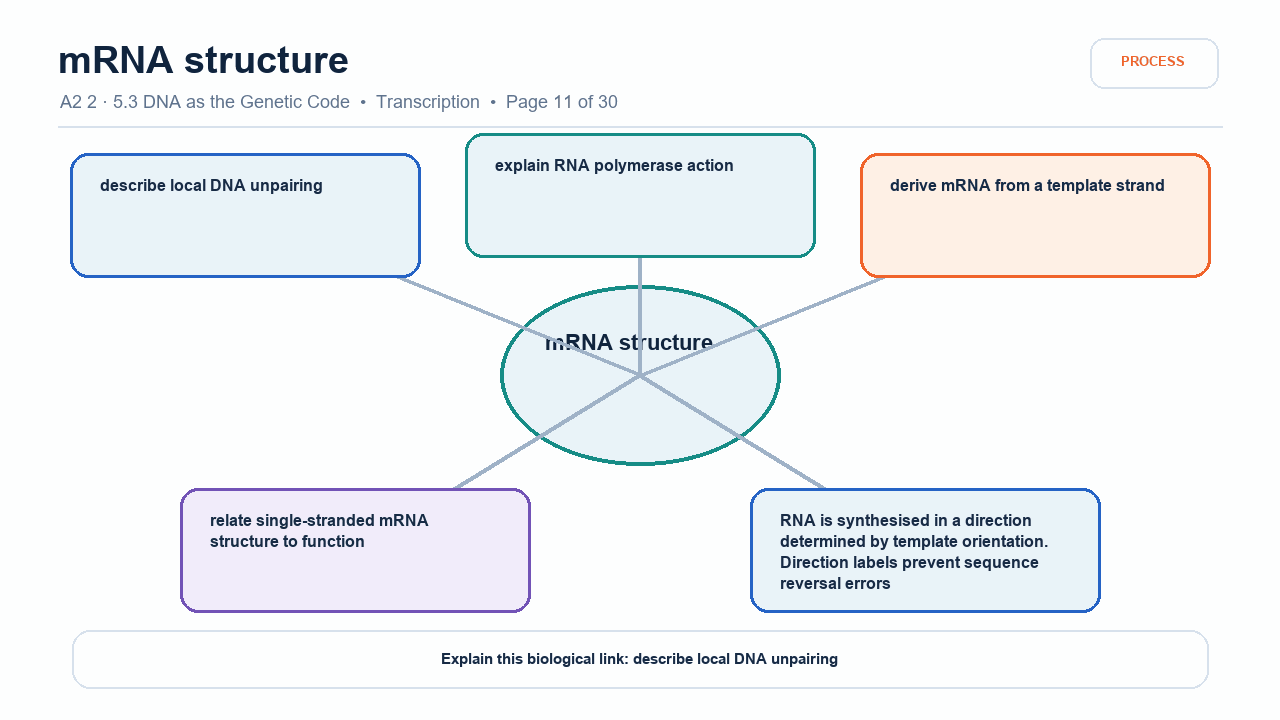 mRNA structure
PROCESS
A2 2 · 5.3 DNA as the Genetic Code • Transcription • Page 11 of 30
describe local DNA unpairing
explain RNA polymerase action
derive mRNA from a template strand
mRNA structure
relate single-stranded mRNA
structure to function
RNA is synthesised in a direction
determined by template orientation.
Direction labels prevent sequence
reversal errors
Explain this biological link: describe local DNA unpairing